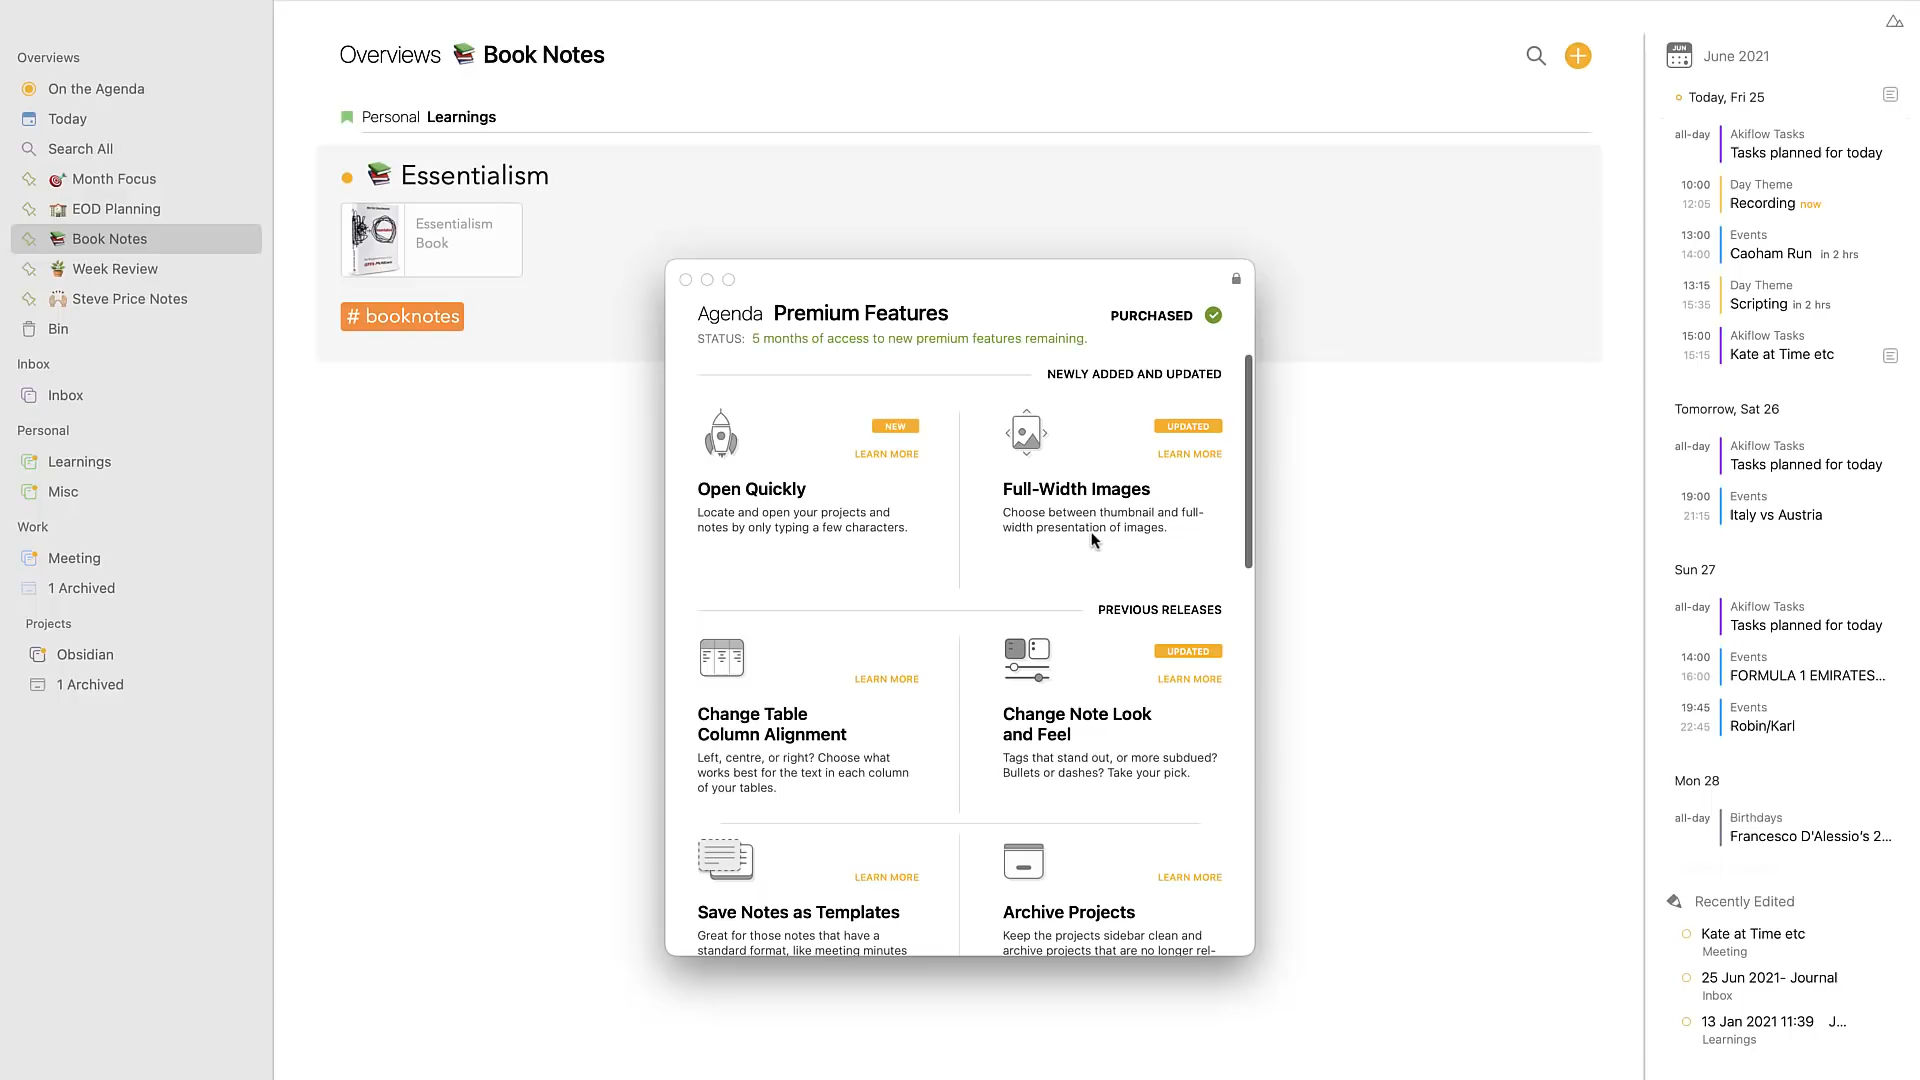 Overviews
On the Agenda
Today
Search All
Month Focus
EOD Planning
Book Notes
Week Review
Steve Price Notes
Bin
Inbox
Inbox
Personal
Learnings
Misc
Work
Meeting
1 Archived
Projects
Obsidian
1 Archived
Overviews Book Notes
Personal Learnings
Essentialism
Essentialism
Book
# booknotes
Agenda Premium Features
PURCHASED
STATUS: 5 months of access to new premium features remaining.
NEWLY ADDED AND UPDATED
NEW
LEARN MORE
Open Quickly
Locate and open your projects and
notes by only typing a few characters.
UPDATED
LEARN MORE
Full-Width Images
Choose between thumbnail and full-
width presentation of images.
PREVIOUS RELEASES
LEARN MORE
Change Table
Column Alignment
Left, centre, or right? Choose what
works best for the text in each column
of your tables.
UPDATED
LEARN MORE
Change Note Look
and Feel
Tags that stand out, or more subdued?
Bullets or dashes? Take your pick.
LEARN MORE
Save Notes as Templates
Great for those notes that have a
standard format, like meeting minutes
LEARN MORE
Archive Projects
Keep the projects sidebar clean and
archive projects that are no longer rel-
JUN
June 2021
Today, Fri 25
all-day Akiflow Tasks
Tasks planned for today
10:00 Day Theme
12:05 Recording now
13:00 Events
14:00 Caoham Run in 2 hrs
13:15 Day Theme
15:35 Scripting in 2 hrs
15:00 Akiflow Tasks
15:15 Kate at Time etc
Tomorrow, Sat 26
all-day Akiflow Tasks
Tasks planned for today
19:00 Events
21:15 Italy vs Austria
Sun 27
all-day Akiflow Tasks
Tasks planned for today
14:00 Events
16:00 FORMULA 1 EMIRATES...
19:45 Events
22:45 Robin/Karl
Mon 28
all-day Birthdays
Francesco D'Alessio's 2...
Recently Edited
Kate at Time etc
Meeting
25 Jun 2021- Journal
Inbox
13 Jan 2021 11:39 J...
Learnings